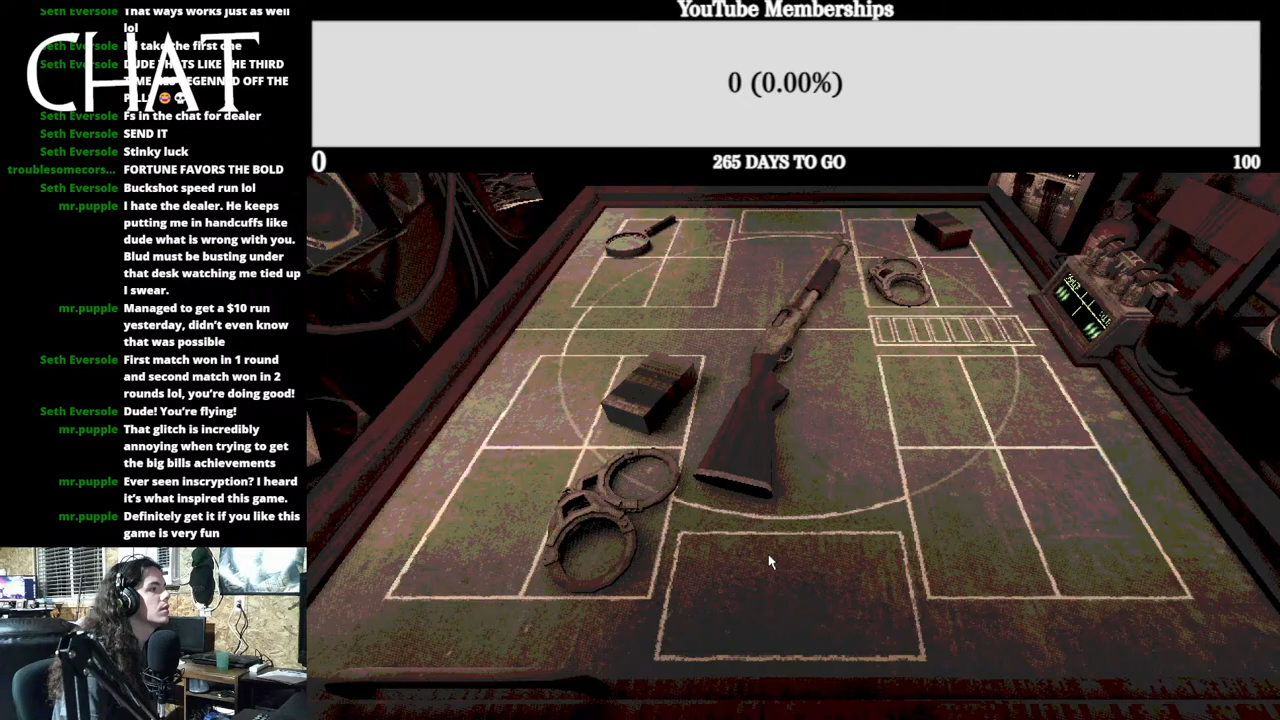 YouTube Memberships
0 (0.00%)
0
265 DAYS TO GO
100
CHAT
Seth Eversole That ways works just as well
lol
take the first one
Seth Eversole DUDE THATS LIKE THE THIRD
OFF THE
Seth Eversole Fs in the chat for dealer
Seth Eversole SEND IT
Seth Eversole Stinky luck
troublesomecors... FORTUNE FAVORS THE BOLD
Seth Eversole Buckshot speed run lol
mr.pupple I hate the dealer. He keeps
putting me in handcuffs like
dude what is wrong with you.
Blud must be busting under
that desk watching me tied up
I swear.
mr.pupple Managed to get a $10 run
yesterday, didn't even know
that was possible
Seth Eversole First match won in 1 round
and second match won in 2
rounds lol, you're doing good!
Seth Eversole Dude! You're flying!
mr.pupple That glitch is incredibly
annoying when trying to get
the big bills achievements
mr.pupple Ever seen inscryption? I heard
it's what inspired this game.
mr.pupple Definitely get it if you like this
game is very fun